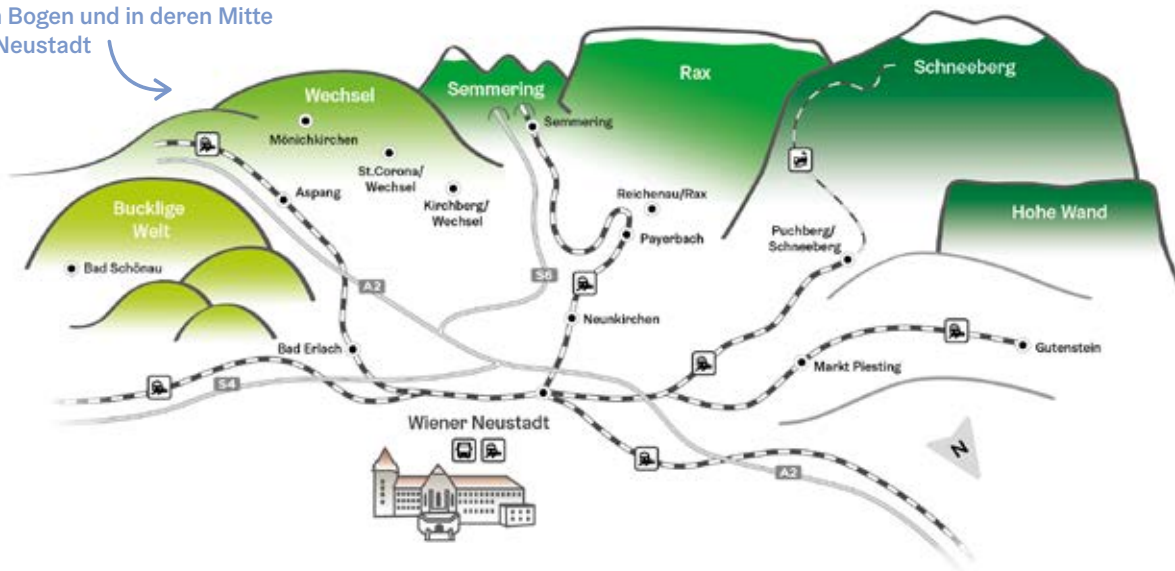 Bogen und in deren Mitte
Neustadt
Wechsel
Semmering
Rax
Schneeberg
Mönichkirchen
Semmering
St.Corona/
Wechsel
Aspang
Kirchberg/
Wechsel
Reichenau/Rax
Bucklige
Welt
Payerbach
Puchberg/
Schneeberg
Hohe Wand
Bad Schönau
A2
S6
Neunkirchen
Bad Erlach
Markt Piesting
Gutenstein
S4
Wiener Neustadt
A2
N